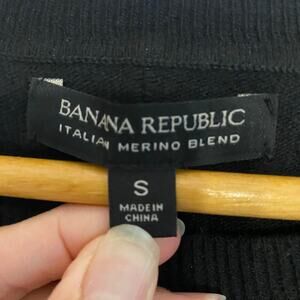 BANANA REPUBLIC
ITALIAN MERINO BLEND
S
MADE IN
CHINA